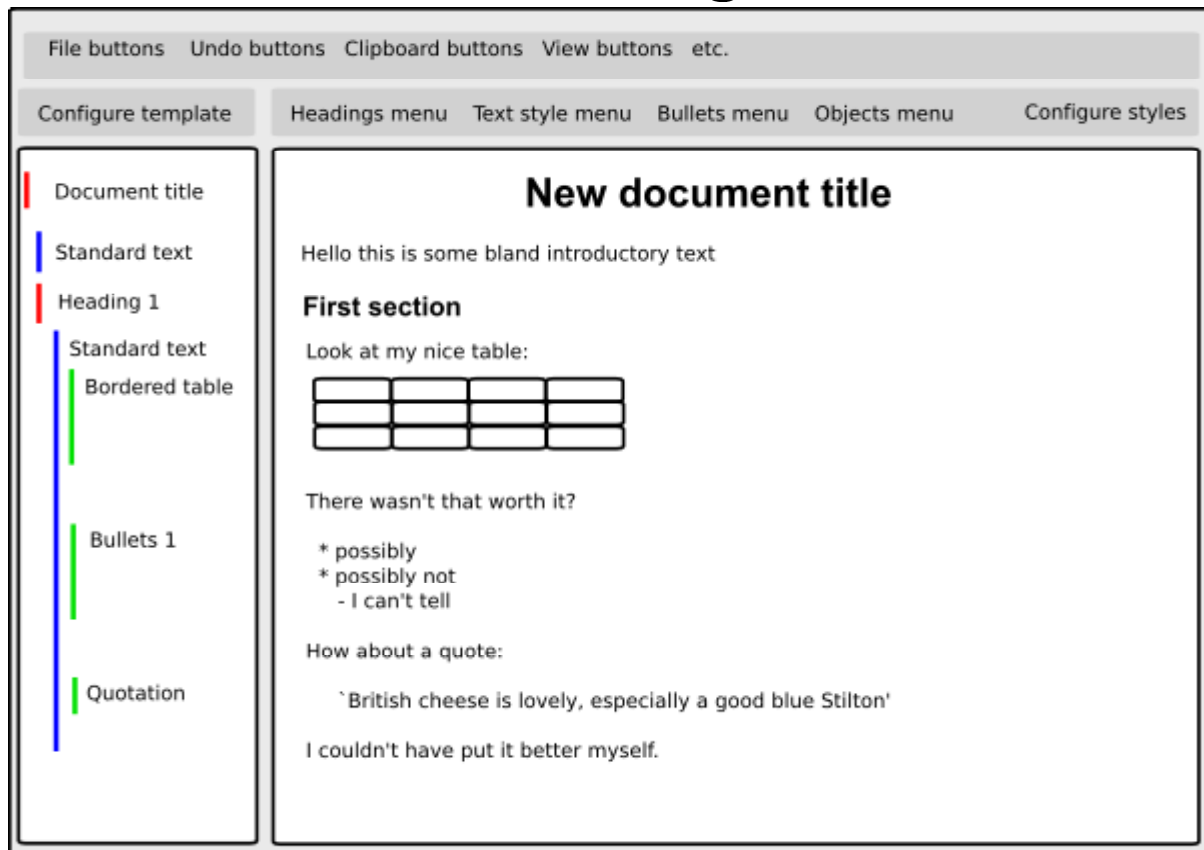 File buttons Undo buttons Clipboard buttons View buttons etc.
Configure template
Headings menu Text style menu Bullets menu Objects menu Configure styles
Document title
Standard text
Heading 1
Standard text
Bordered table
Bullets 1
Quotation
New document title
Hello this is some bland introductory text
First section
Look at my nice table:
There wasn't that worth it?
* possibly
* possibly not
- I can't tell
How about a quote:
`British cheese is lovely, especially a good blue Stilton'
I couldn't have put it better myself.